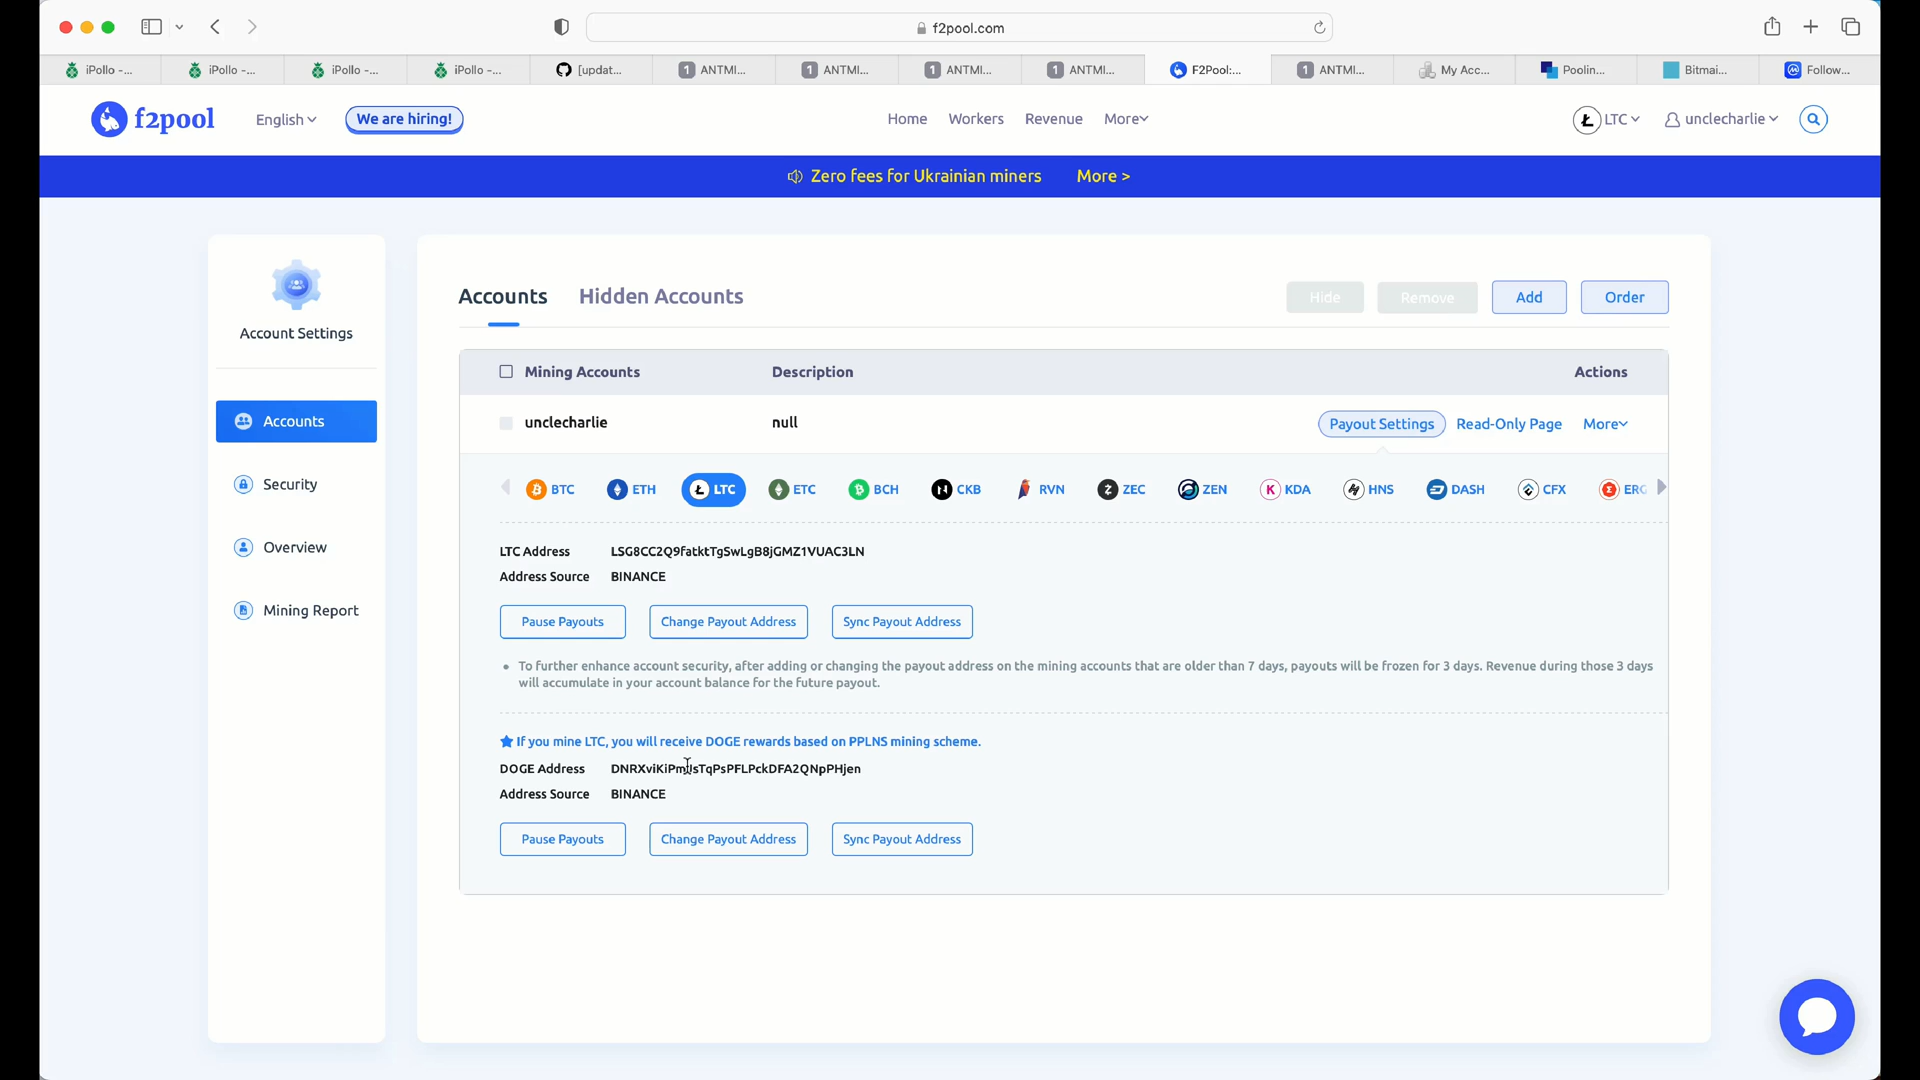 f2pool.com
iPollo -...
iPollo -...
iPollo -...
iPollo -...
[updat...
1 ANTMI...
1 ANTMI...
1 ANTMI...
1 ANTMI...
F2Pool:...
1 ANTMI...
My Acc...
Poolin...
Bitmai...
Follow...
f2pool
English
We are hiring!
Home
Workers
Revenue
More
LTC
unclecharlie
Zero fees for Ukrainian miners
More >
Account Settings
Accounts
Security
Overview
Mining Report
Accounts
Hidden Accounts
Hide
Remove
Add
Order
Mining Accounts
Description
Actions
unclecharlie
null
Payout Settings
Read-Only Page
More
BTC
ETH
LTC
ETC
BCH
CKB
RVN
ZEC
ZEN
KDA
HNS
DASH
CFX
LTC Address
LSG8CC2Q9fatktTgSwLgB8jGMZ1VUAC3LN
Address Source
BINANCE
Pause Payouts
Change Payout Address
Sync Payout Address
• To further enhance account security, after adding or changing the payout address on the mining accounts that are older than 7 days, payouts will be frozen for 3 days. Revenue during those 3 days
will accumulate in your account balance for the future payout.
If you mine LTC, you will receive DOGE rewards based on PPLNS mining scheme.
DOGE Address
Address Source
BINANCE
Pause Payouts
Change Payout Address
Sync Payout Address